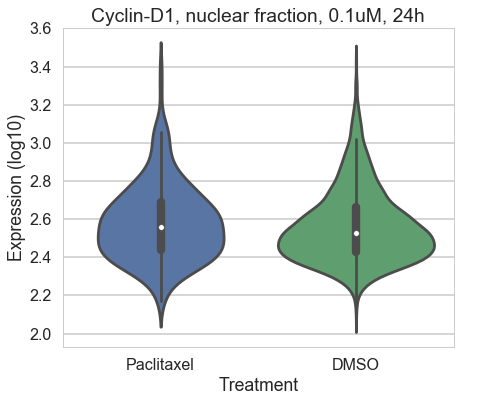 Cyclin-D1, nuclear fraction, 0.1uM, 24h
3.6
3.4
3.2
3.0
2.8
2.6
2.4
2.2
2.0
Expression (log10)
Paclitaxel DMSO
Treatment